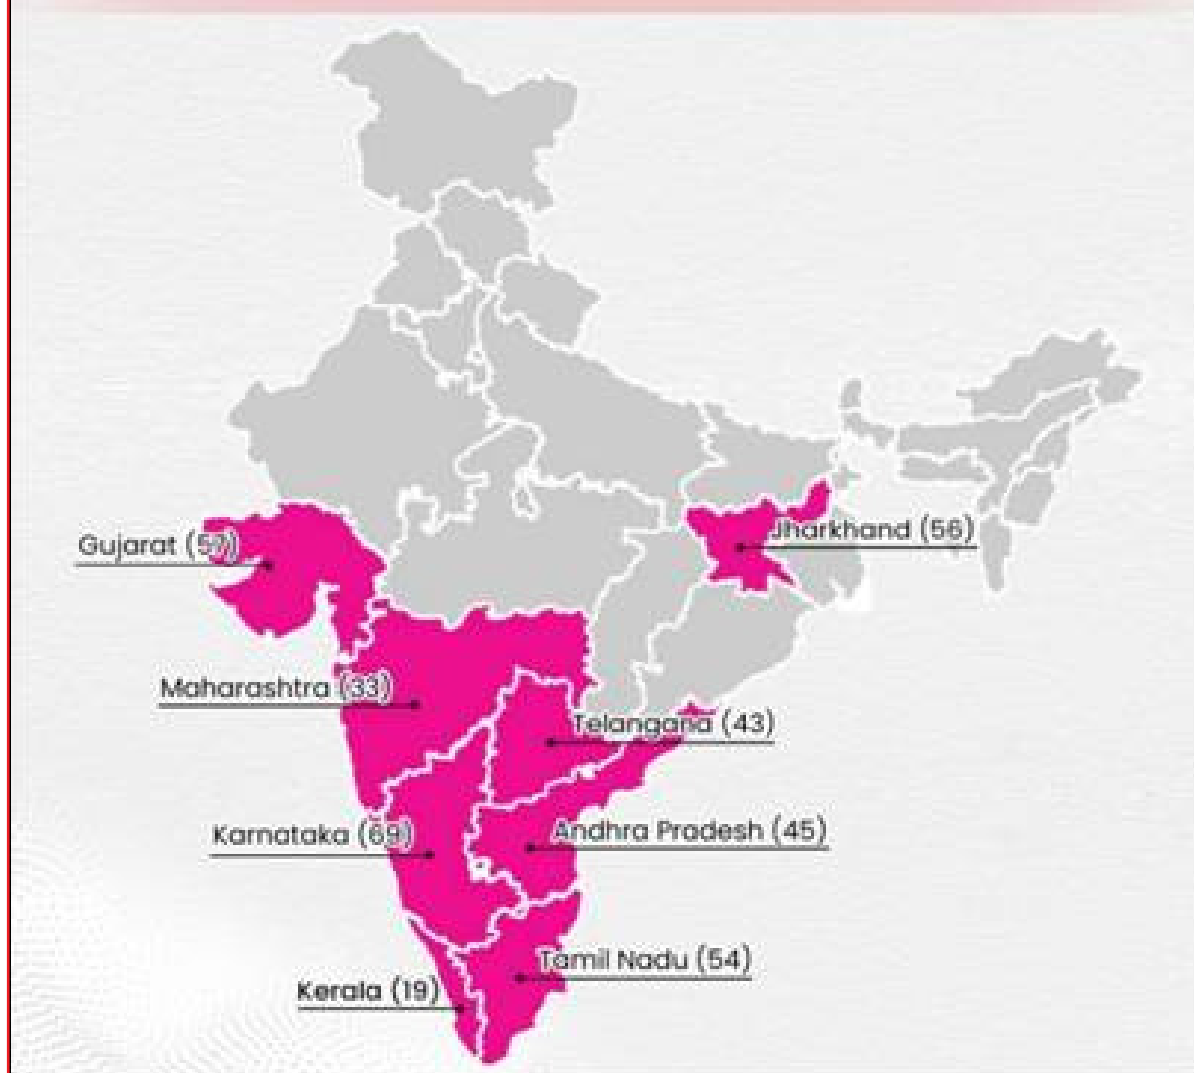 Jharkhand (56)
Gujarat (57)
Maharashtra (33)
Telangana (43)
Karnataka (69)
Andhra Pradesh (45)
Tamil Nadu (54)
Kerala (19)